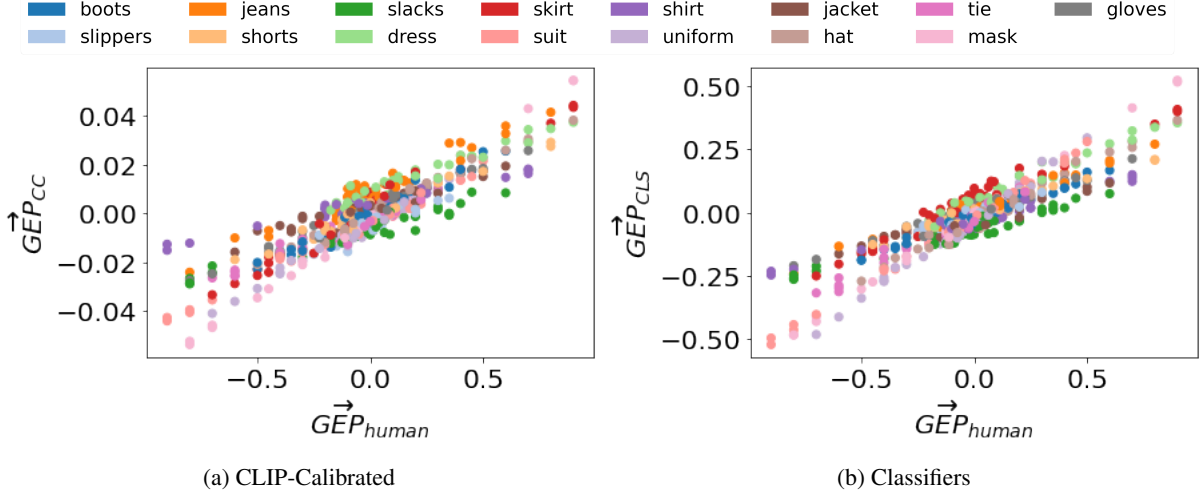 boots jeans slacks skirt shirt jacket tie gloves
slippers shorts dress suit uniform hat mask
0.04
0.02
0.00
−0.02
−0.04
GEP_CC
−0.5 0.0 0.5
GEP_human
(a) CLIP-Calibrated
0.50
0.25
0.00
−0.25
−0.50
GEP_CLS
−0.5 0.0 0.5
GEP_human
(b) Classifiers